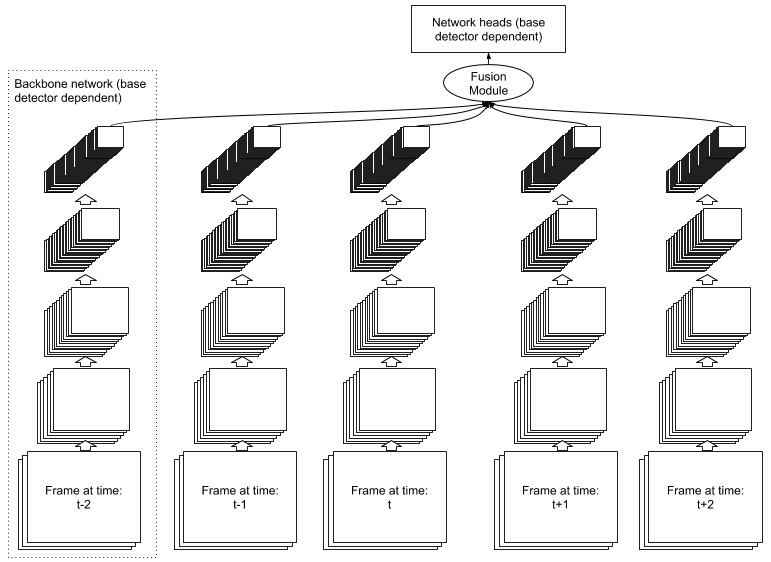 Network heads (base
detector dependent)
Fusion
Module
Backbone network (base
detector dependent)
Frame at time:
t-2
Frame at time:
t-1
Frame at time:
t
Frame at time:
t+1
Frame at time:
t+2